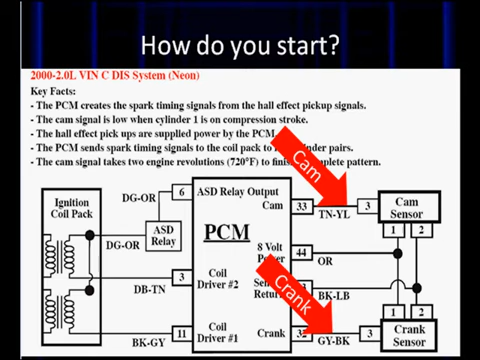 How do you start?
2000-2.0L VIN C DIS System (Neon)
Key Facts:
- The PCM creates the spark timing signals from the hall effect pickup signals.
- The cam signal is low when cylinder 1 is on compression stroke.
- The hall effect pick ups are supplied power by the PCM.
- The PCM sends spark timing signals to the coil pack to cylinder pairs.
- The cam signal takes two engine revolutions (720°F) to complete pattern.
Ignition
Coil Pack
DG-OR
6
ASD Relay Output
Cam
33
TN-YL
3
Cam
Sensor
1
2
ASD
Relay
DG-OR
PCM
8 Volt
44
OR
DB-TN
3
Coil
Driver #2
Return
BK-LB
BK-GY
11
Coil
Driver #1
Crank
32
GY-BK
3
1
2
Crank
Sensor
Cam
Crank